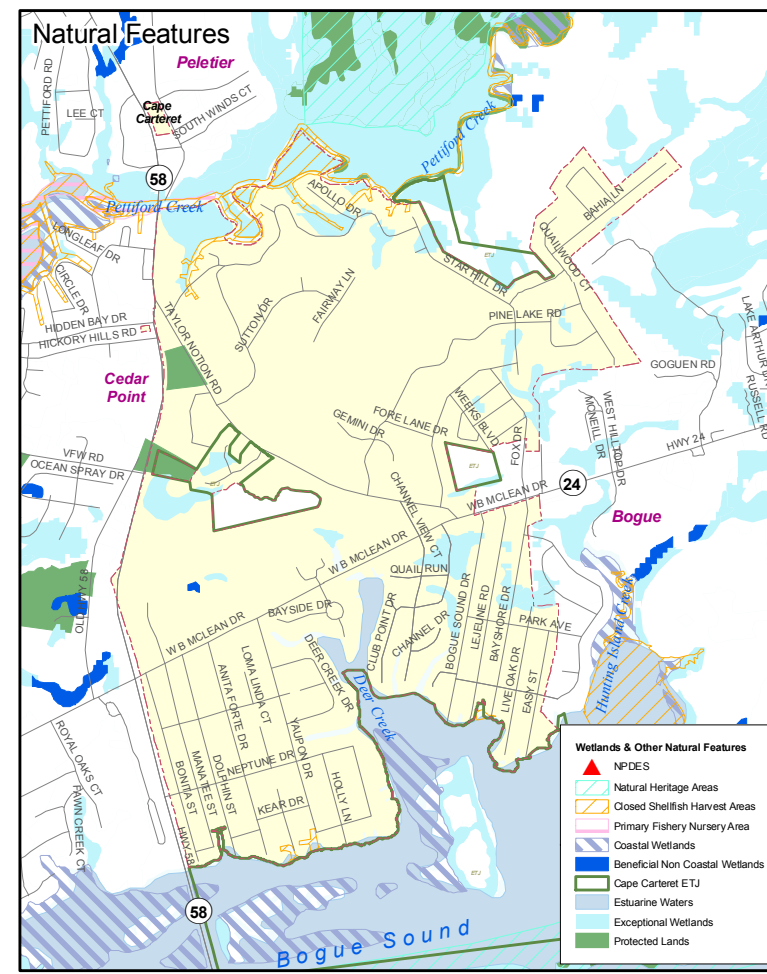 Natural Features
Peletier
PETTIFORD RD
LEE CT
Cape
Carteret
SOUTH WINDS CT
58
Pettiford Creek
Pettiford Creek
APOLLO DR
BAHIA LN
LONGLEAF DR
QUAILWOOD CT
ETJ
STAR HILL DR
CIRCLE DR
HIDDEN BAY DR
HICKORY HILLS RD
TAYLOR NOTION RD
SUTTON DR
FAIRWAY LN
PINE LAKE RD
LAKE ARTHUR DR
RUSSELL RD
GOGUEN RD
Cedar
Point
WEEKS BLVD
FORE LANE DR
GEMINI DR
WEST HILLTOP DR
MCNEILL DR
FOX DR
HWY 24
VFW RD
OCEAN SPRAY DR
ETJ
ETJ
24
CHANNEL VIEW CT
W B MCLEAN DR
Bogue
W B MCLEAN DR
QUAIL RUN
OLD HWY 58
BAYSIDE DR
W B MCLEAN DR
CLUB POINT DR
CHANNEL DR
BOGUE SOUND DR
LEJEUNE RD
BAYSHORE DR
PARK AVE
LIVE OAK DR
EASY ST
Hunting Island Creek
DEER CREEK DR
Deer Creek
LOMA LINDA CT
ANITA FORTE DR
YAUPON DR
NEPTUNE DR
DOLPHIN ST
MANATEE ST
BONITA ST
KEAR DR
HOLLY LN
ROYAL OAKS CT
FAWN CREEK CT
HWY 58
ETJ
58
Bogue Sound
Wetlands & Other Natural Features
NPDES
Natural Heritage Areas
Closed Shellfish Harvest Areas
Primary Fishery Nursery Area
Coastal Wetlands
Beneficial Non Coastal Wetlands
Cape Carteret ETJ
Estuarine Waters
Exceptional Wetlands
Protected Lands